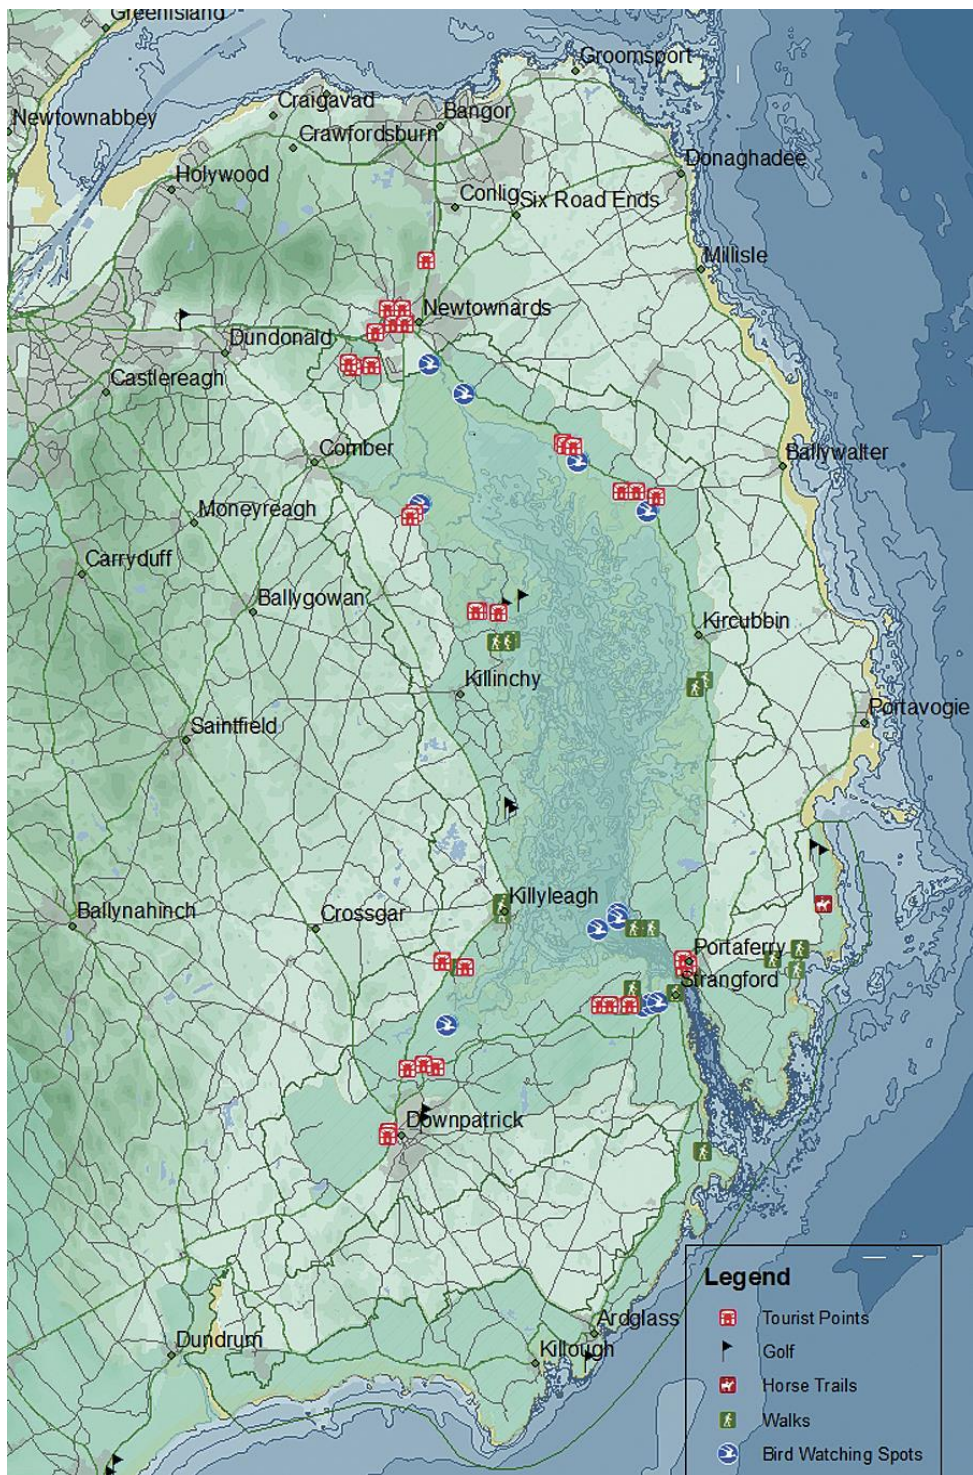 Greenisland
Groomsport
Craigavad
Bangor
Newtownabbey
Crawfordsburn
Donaghadee
Holywood
Conlig
Six Road Ends
Millisle
Newtownards
Dundonald
Castlereagh
Comber
Ballywalter
Moneyreagh
Carryduff
Ballygowan
Kircubbin
Killinchy
Portavogie
Saintfield
Killyleagh
Ballynahinch
Crossgar
Portaferry
Strangford
Downpatrick
Legend
Tourist Points
Golf
Horse Trails
Walks
Bird Watching Spots
Ardglass
Dundrum
Killough